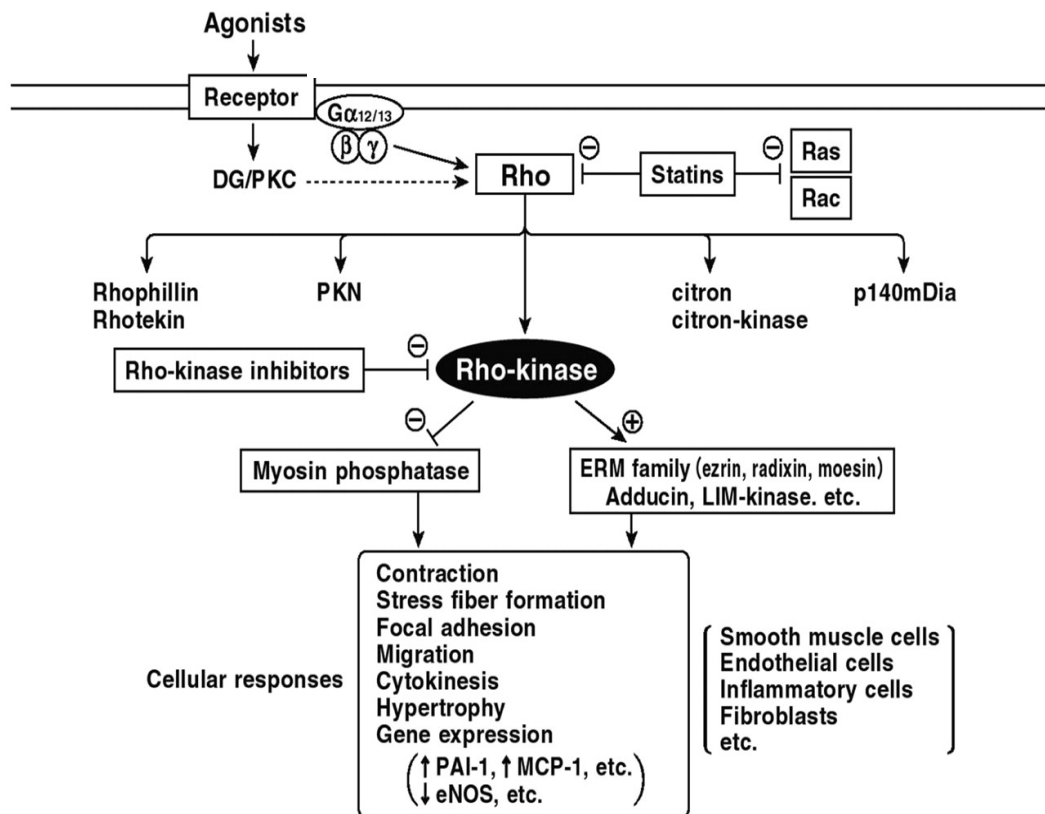 Agonists
Receptor
Gα12/13
β γ
DG/PKC
Rho
⊖
Statins
⊖
Ras
Rac
Rhophillin
Rhotekin
PKN
citron
citron-kinase
p140mDia
Rho-kinase inhibitors
⊖
Rho-kinase
⊖
⊕
Myosin phosphatase
ERM family (ezrin, radixin, moesin)
Adducin, LIM-kinase. etc.
Cellular responses
Contraction
Stress fiber formation
Focal adhesion
Migration
Cytokinesis
Hypertrophy
Gene expression
(↑ PAI-1, ↑ MCP-1, etc.
↓ eNOS, etc.)
Smooth muscle cells
Endothelial cells
Inflammatory cells
Fibroblasts
etc.